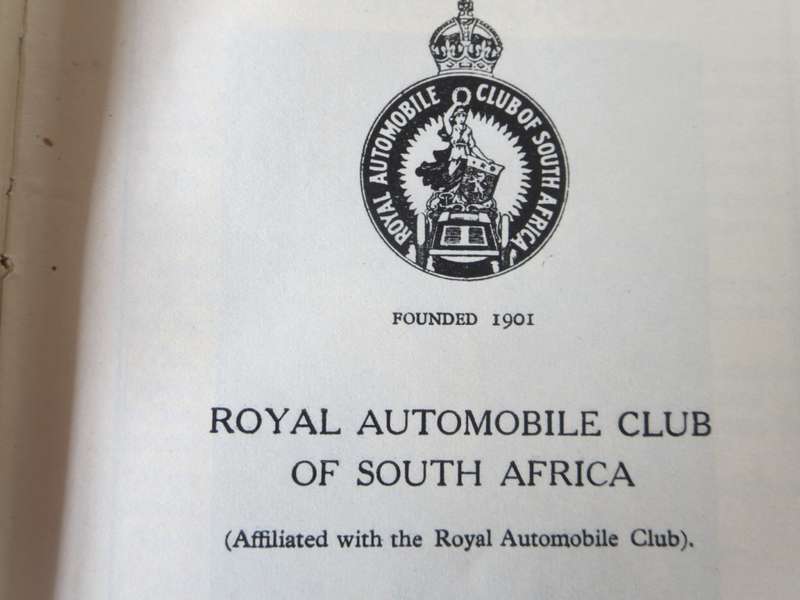 ROYAL AUTOMOBILE CLUB OF SOUTH AFRICA
FOUNDED 1901
ROYAL AUTOMOBILE CLUB
OF SOUTH AFRICA
(Affiliated with the Royal Automobile Club).